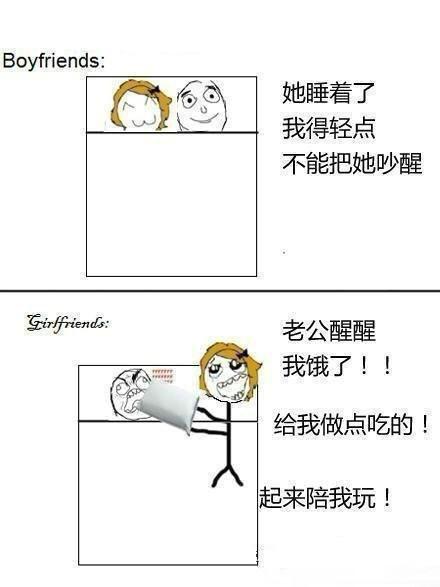 Boyfriends:
她睡着了
我得轻点
不能把她吵醒
Girlfriends:
老公醒醒
我饿了！！
给我做点吃的！
起来陪我玩！